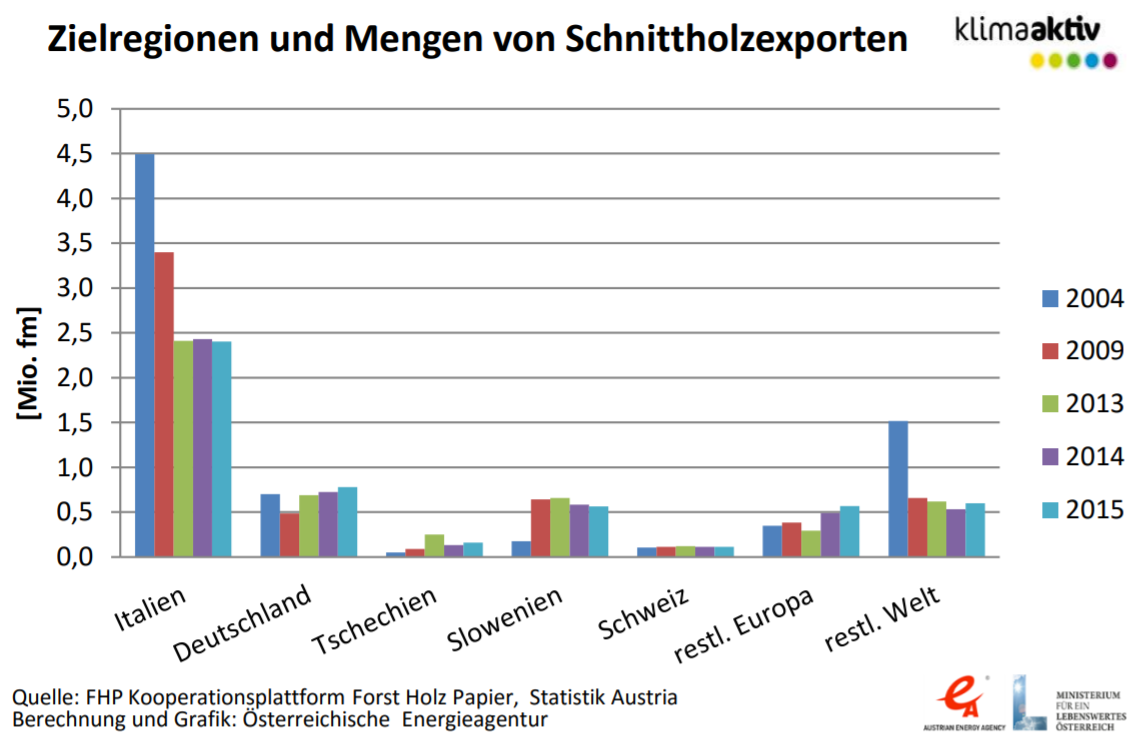 Zielregionen und Mengen von Schnittholzexporten
klimaaktiv
5,0
4,5
4,0
3,5
3,0
2,5
2,0
1,5
1,0
0,5
0,0
[Mio. fm]
2004
2009
2013
2014
2015
Italien
Deutschland
Tschechien
Slowenien
Schweiz
restl. Europa
restl. Welt
Quelle: FHP Kooperationsplattform Forst Holz Papier, Statistik Austria
Berechnung und Grafik: Österreichische Energieagentur
AUSTRIAN ENERGY AGENCY
MINISTERIUM
FÜR EIN
LEBENSWERTES
ÖSTERREICH